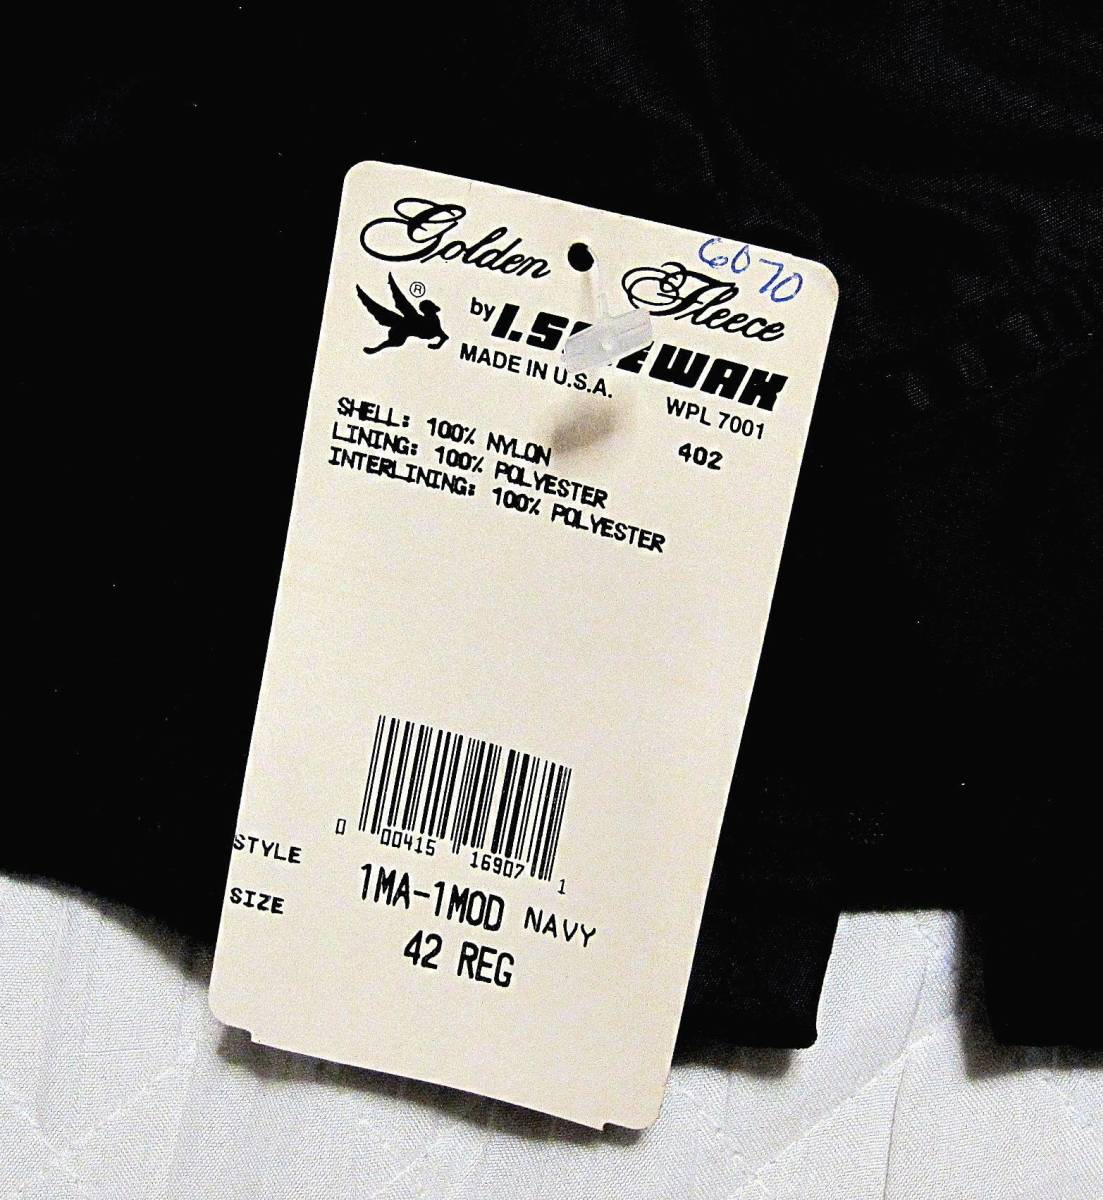 6070
Golden Fleece
®
by I.S
EWAK
MADE IN U.S.A.
WPL 7001
402
SHELL: 100% NYLON
LINING: 100% POLYESTER
INTERLINING: 100% POLYESTER
0 00415 16907 1
STYLE 1MA-1MOD NAVY
SIZE 42 REG